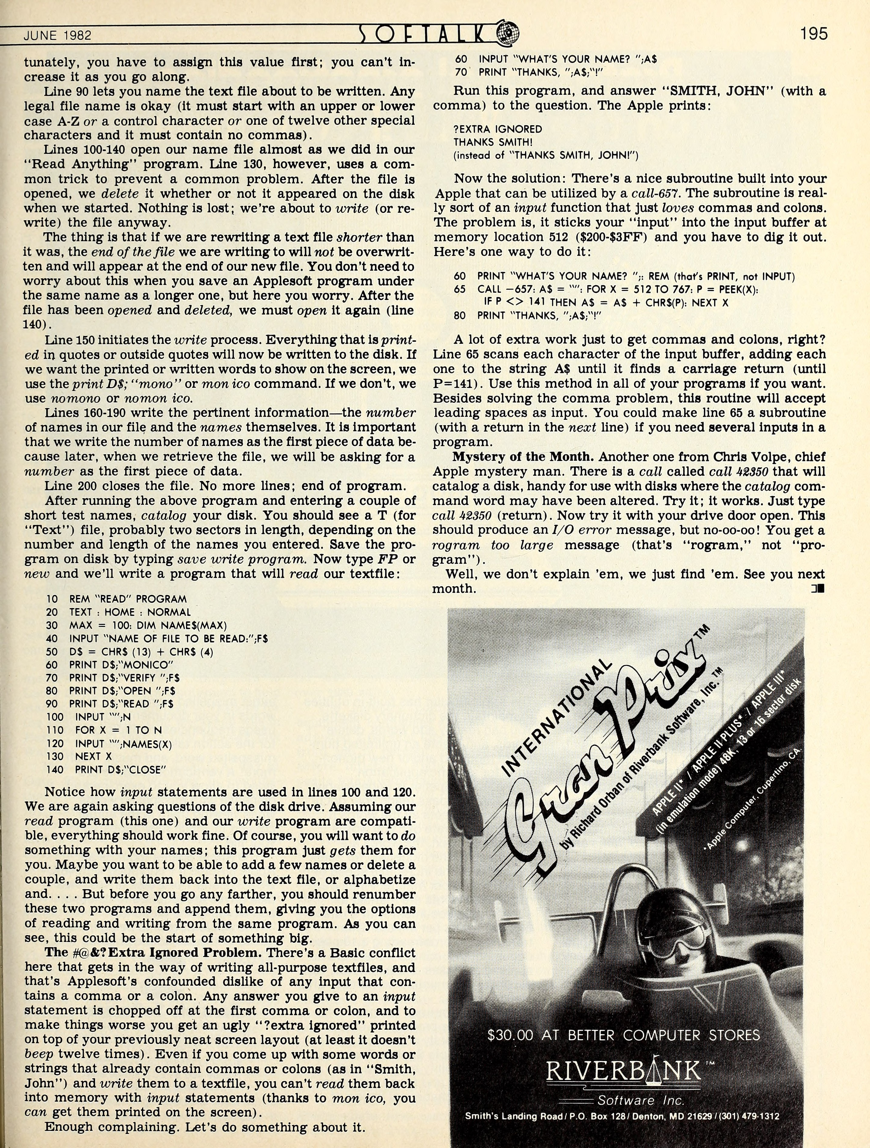 JUNE 1982
SOFTALK
195
tunately, you have to assign this value first; you can't in-
crease it as you go along.
Line 90 lets you name the text file about to be written. Any
legal file name is okay (it must start with an upper or lower
case A-Z or a control character or one of twelve other special
characters and it must contain no commas).
Lines 100-140 open our name file almost as we did in our
"Read Anything" program. Line 130, however, uses a com-
mon trick to prevent a common problem. After the file is
opened, we delete it whether or not it appeared on the disk
when we started. Nothing is lost; we're about to write (or re-
write) the file anyway.
The thing is that if we are rewriting a text file shorter than
it was, the end of the file we are writing to will not be overwrit-
ten and will appear at the end of our new file. You don't need to
worry about this when you save an Applesoft program under
the same name as a longer one, but here you worry. After the
file has been opened and deleted, we must open it again (line
140).
Line 150 initiates the write process. Everything that is print-
ed in quotes or outside quotes will now be written to the disk. If
we want the printed or written words to show on the screen, we
use the print D$; "mono" or mon ico command. If we don't, we
use nomono or nomon ico.
Lines 160-190 write the pertinent information—the number
of names in our file and the names themselves. It is important
that we write the number of names as the first piece of data be-
cause later, when we retrieve the file, we will be asking for a
number as the first piece of data.
Line 200 closes the file. No more lines; end of program.
After running the above program and entering a couple of
short test names, catalog your disk. You should see a T (for
"Text") file, probably two sectors in length, depending on the
number and length of the names you entered. Save the pro-
gram on disk by typing save write program. Now type FP or
new and we'll write a program that will read our textfile:
10 REM "READ" PROGRAM
20 TEXT : HOME : NORMAL
30 MAX = 100: DIM NAME$(MAX)
40 INPUT "NAME OF FILE TO BE READ:";F$
50 D$ = CHR$ (13) + CHR$ (4)
60 PRINT D$;"MONICO"
70 PRINT D$;"VERIFY ";F$
80 PRINT D$;"OPEN ";F$
90 PRINT D$;"READ ";F$
100 INPUT "";N
110 FOR X = 1 TO N
120 INPUT "";NAMES(X)
130 NEXT X
140 PRINT D$;"CLOSE"
Notice how input statements are used in lines 100 and 120.
We are again asking questions of the disk drive. Assuming our
read program (this one) and our write program are compati-
ble, everything should work fine. Of course, you will want to do
something with your names; this program just gets them for
you. Maybe you want to be able to add a few names or delete a
couple, and write them back into the text file, or alphabetize
and. . . . But before you go any farther, you should renumber
these two programs and append them, giving you the options
of reading and writing from the same program. As you can
see, this could be the start of something big.
The #@&?Extra Ignored Problem. There's a Basic conflict
here that gets in the way of writing all-purpose textfiles, and
that's Applesoft's confounded dislike of any input that con-
tains a comma or a colon. Any answer you give to an input
statement is chopped off at the first comma or colon, and to
make things worse you get an ugly "?extra ignored" printed
on top of your previously neat screen layout (at least it doesn't
beep twelve times). Even if you come up with some words or
strings that already contain commas or colons (as in "Smith,
John") and write them to a textfile, you can't read them back
into memory with input statements (thanks to mon ico, you
can get them printed on the screen).
Enough complaining. Let's do something about it.
60 INPUT "WHAT'S YOUR NAME? ";A$
70 PRINT "THANKS, ";A$;"!"
Run this program, and answer "SMITH, JOHN" (with a
comma) to the question. The Apple prints:
?EXTRA IGNORED
THANKS SMITH!
(instead of "THANKS SMITH, JOHN!")
Now the solution: There's a nice subroutine built into your
Apple that can be utilized by a call-657. The subroutine is real-
ly sort of an input function that just loves commas and colons.
The problem is, it sticks your "input" into the input buffer at
memory location 512 ($200-$3FF) and you have to dig it out.
Here's one way to do it:
60 PRINT "WHAT'S YOUR NAME? ";: REM (that's PRINT, not INPUT)
65 CALL −657: A$ = "": FOR X = 512 TO 767: P = PEEK(X):
IF P <> 141 THEN A$ = A$ + CHR$(P): NEXT X
80 PRINT "THANKS, ";A$;"!"
A lot of extra work just to get commas and colons, right?
Line 65 scans each character of the input buffer, adding each
one to the string A$ until it finds a carriage return (until
P=141). Use this method in all of your programs if you want.
Besides solving the comma problem, this routine will accept
leading spaces as input. You could make line 65 a subroutine
(with a return in the next line) if you need several inputs in a
program.
Mystery of the Month. Another one from Chris Volpe, chief
Apple mystery man. There is a call called call 42350 that will
catalog a disk, handy for use with disks where the catalog com-
mand word may have been altered. Try it; it works. Just type
call 42350 (return). Now try it with your drive door open. This
should produce an I/O error message, but no-oo-oo! You get a
rogram too large message (that's "rogram," not "pro-
gram").
Well, we don't explain 'em, we just find 'em. See you next
month.
INTERNATIONAL
Gran Prix™
by Richard Orban of Riverbank Software, Inc.™
APPLE II* / APPLE II PLUS* / APPLE III*
(in emulation mode) 48K, 13 or 16 sector disk
*Apple Computer, Cupertino, CA
$30.00 AT BETTER COMPUTER STORES
RIVERBANK™
Software Inc.
Smith's Landing Road / P.O. Box 128 / Denton, MD 21629 / (301) 479-1312